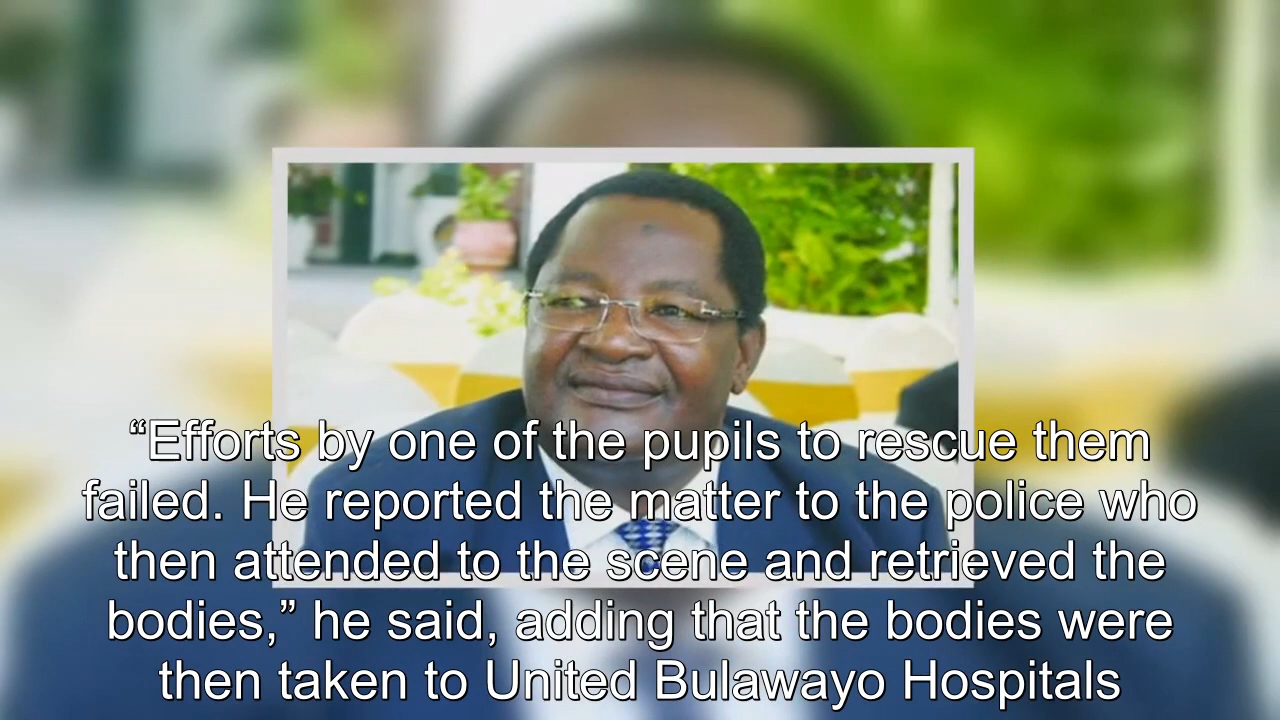 “Efforts by one of the pupils to rescue them
failed. He reported the matter to the police who
then attended to the scene and retrieved the
bodies,” he said, adding that the bodies were
then taken to United Bulawayo Hospitals